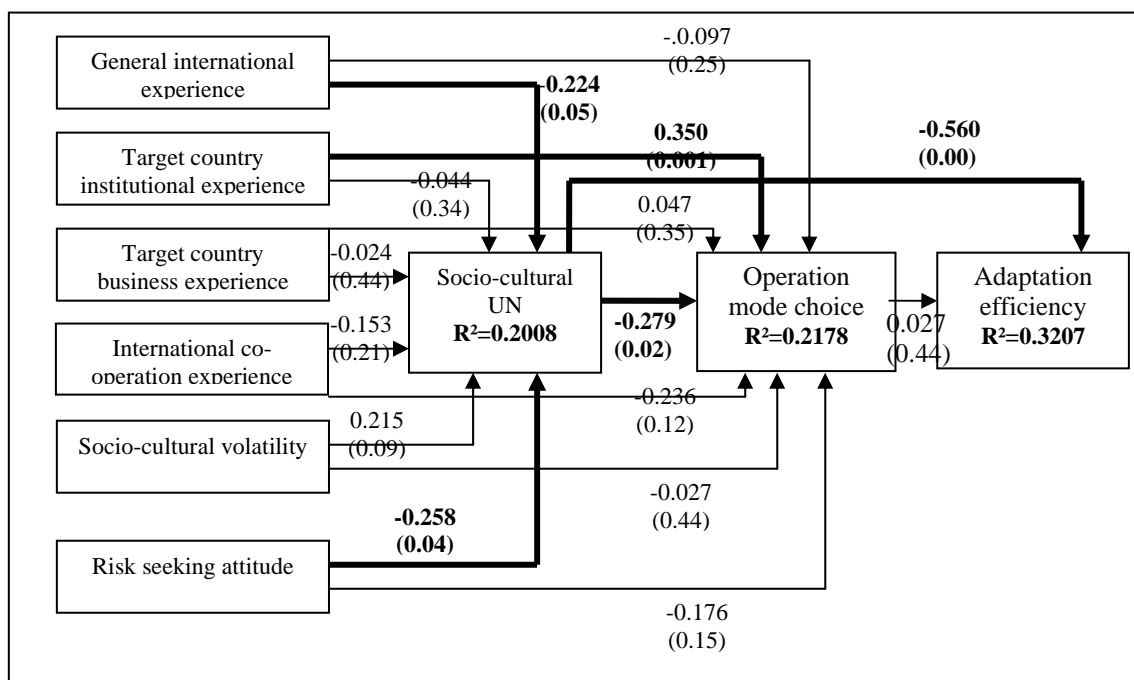 General international
experience
Target country
institutional experience
Target country
business experience
International co-
operation experience
Socio-cultural volatility
Risk seeking attitude
-.0.097
(0.25)
-0.224
(0.05)
0.350
(0.001)
-0.560
(0.00)
-0.044
(0.34)
0.047
(0.35)
-0.024
(0.44)
-0.153
(0.21)
Socio-cultural
UN
R²=0.2008
-0.279
(0.02)
Operation
mode choice
R²=0.2178
0.027
(0.44)
Adaptation
efficiency
R²=0.3207
0.215
(0.09)
-0.236
(0.12)
-0.027
(0.44)
-0.258
(0.04)
-0.176
(0.15)